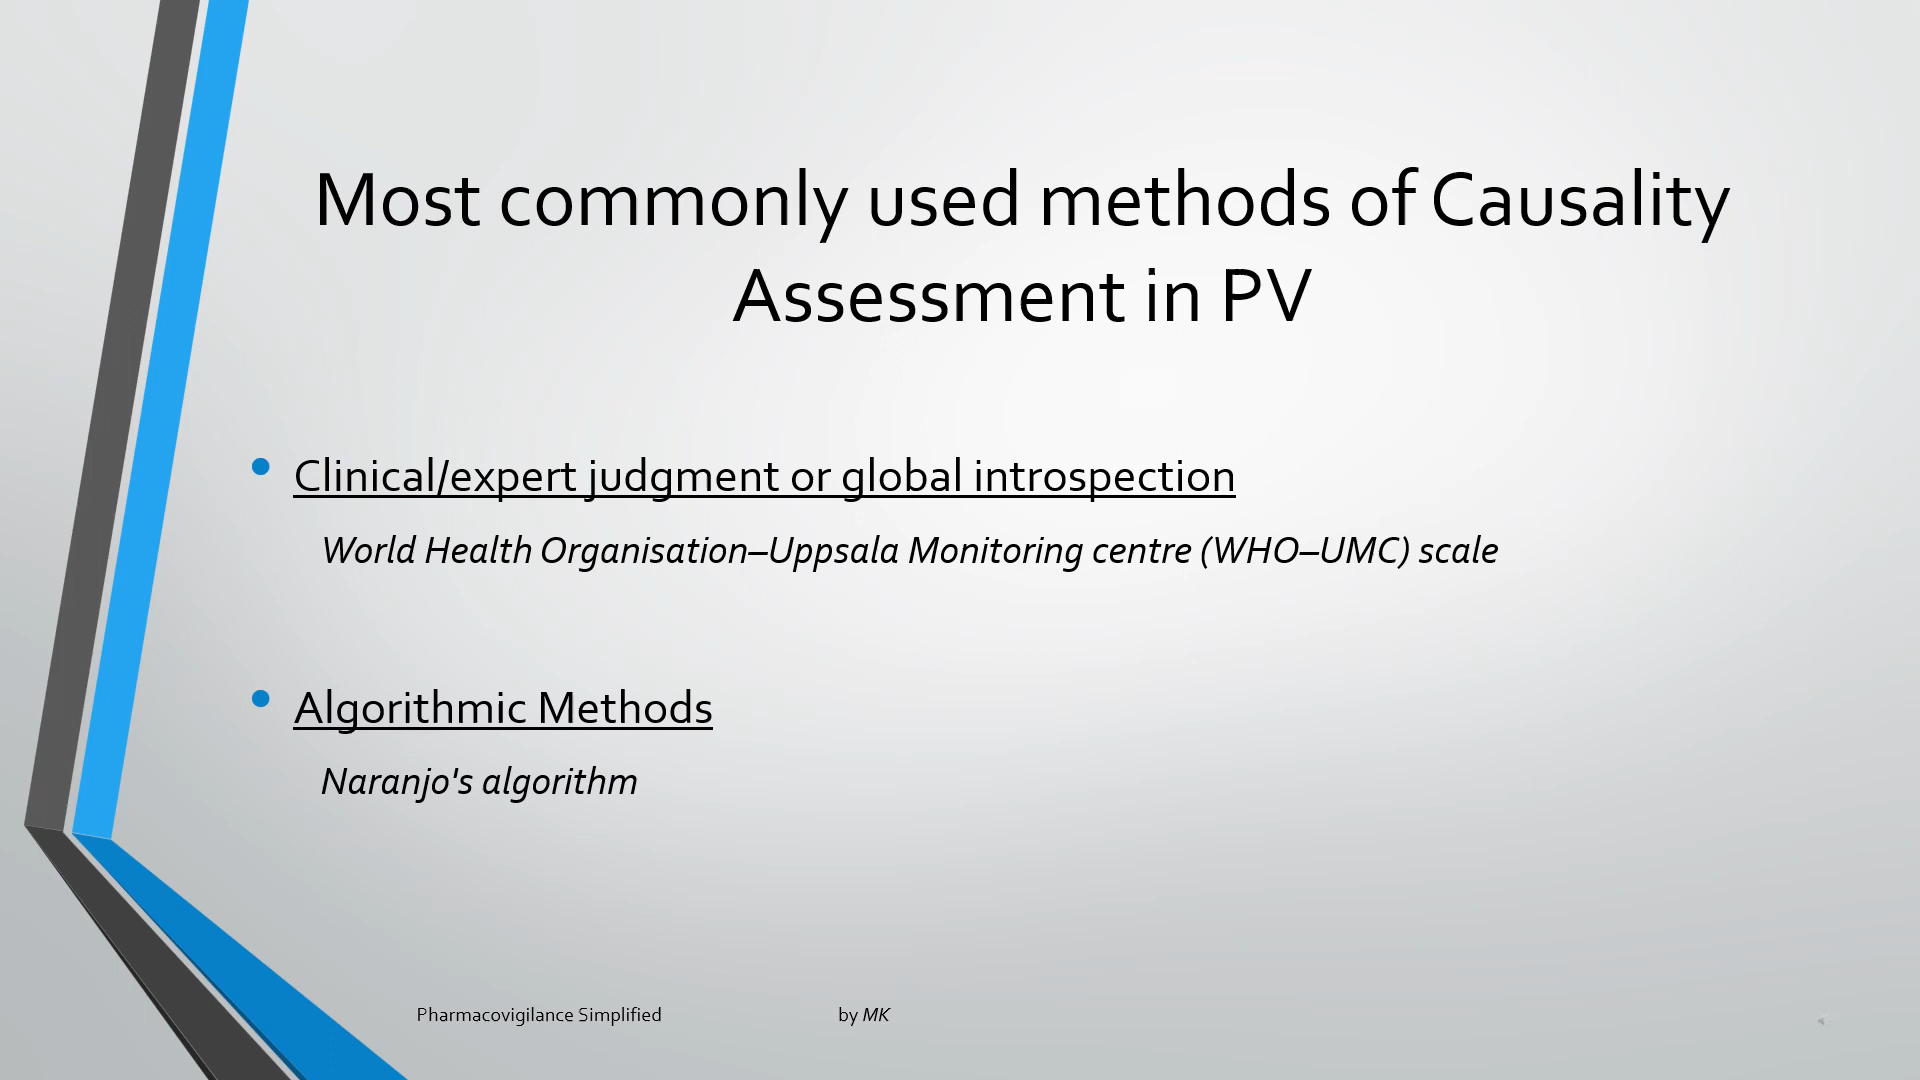 Most commonly used methods of Causality
Assessment in PV
Clinical/expert judgment or global introspection
World Health Organisation–Uppsala Monitoring centre (WHO–UMC) scale
Algorithmic Methods
Naranjo's algorithm
Pharmacovigilance Simplified by MK